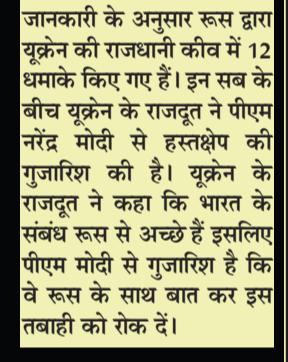 जानकारी के अनुसार रूस द्वारा
यूक्रेन की राजधानी कीव में 12
धमाके किए गए हैं। इन सब के
बीच यूक्रेन के राजदूत ने पीएम
नरेंद्र मोदी से हस्तक्षेप की
गुजारिश की है। यूक्रेन के
राजदूत ने कहा कि भारत के
संबंध रूस से अच्छे हैं इसलिए
पीएम मोदी से गुजारिश है कि
वे रूस के साथ बात कर इस
तबाही को रोक दें।